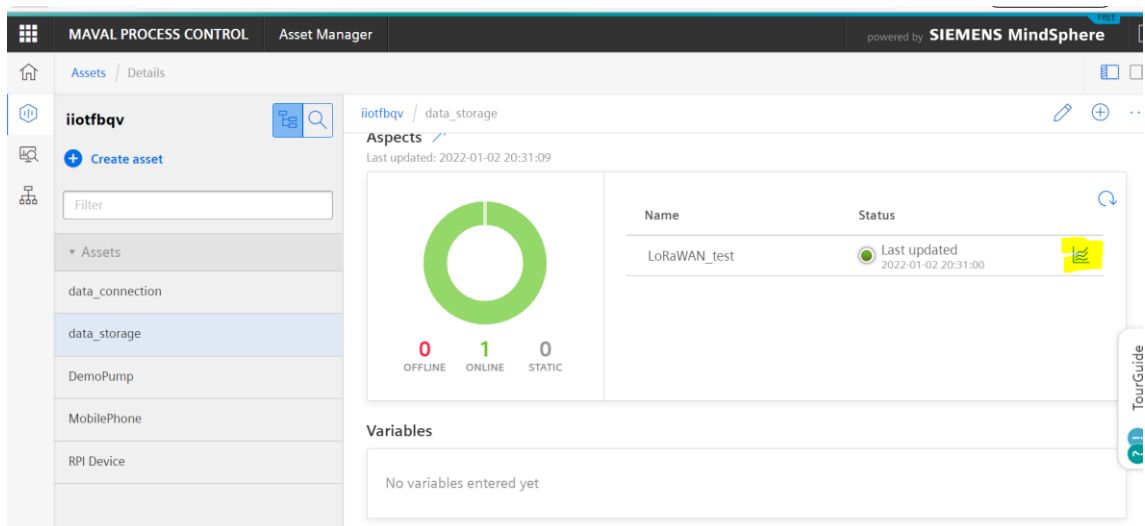 MAVAL PROCESS CONTROL Asset Manager powered by SIEMENS MindSphere FREE
Assets / Details
iiotfbqv
Create asset
Filter
Assets
data_connection
data_storage
DemoPump
MobilePhone
RPI Device
iiotfbqv / data_storage
Aspects
Last updated: 2022-01-02 20:31:09
0 1 0
OFFLINE ONLINE STATIC
Name Status
LoRaWAN_test Last updated
2022-01-02 20:31:00
Variables
No variables entered yet
TourGuide